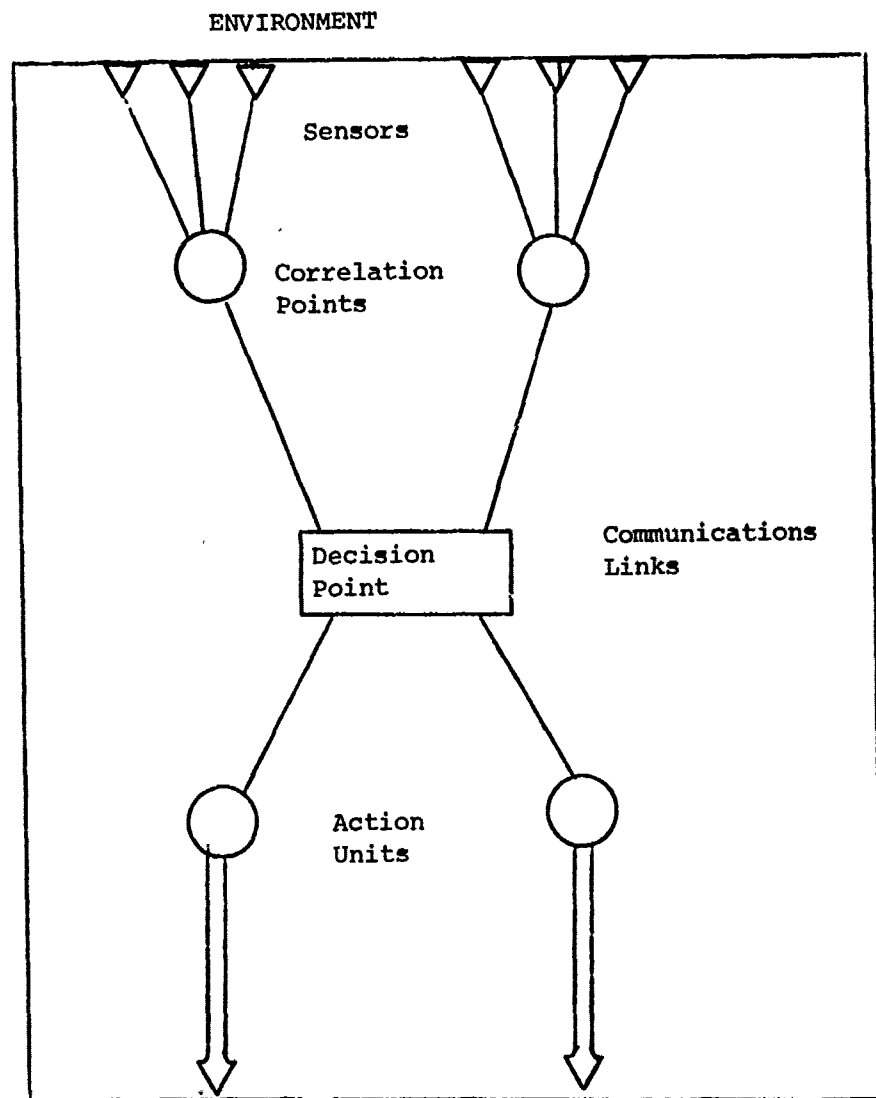 ENVIRONMENT
Sensors
Correlation
Points
Decision
Point
Communications
Links
Action
Units